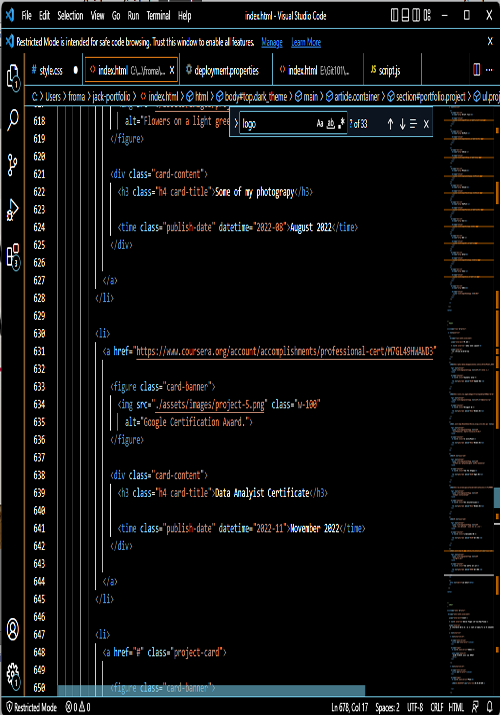 File Edit Selection View Go Run Terminal Help index.html - Visual Studio Code
Restricted Mode is intended for safe code browsing. Trust this window to enable all features. Manage Learn More
# style.css index.html C:\...\froma\... deployment.properties index.html E:\Git101\... JS script.js
C: > Users > froma > jack-portfolio > index.html > html > body#top.dark_theme > main > article.container > section#portfolio.project > ul.proj
618 alt="Flowers on a light gree
logo Aa ab .* ? of 33
619 </figure>
620
621 <div class="card-content">
622 <h3 class="h4 card-title">Some of my photograpy</h3>
623
624 <time class="publish-date" datetime="2022-08">August 2022</time>
625 </div>
626
627 </a>
628 </li>
629
630 <li>
631 <a href="https://www.coursera.org/account/accomplishments/professional-cert/W7GL49HWAND3"
632
633 <figure class="card-banner">
634 <img src="./assets/images/project-5.png" class="w-100"
635 alt="Google Certification Award.">
636 </figure>
637
638 <div class="card-content">
639 <h3 class="h4 card-title">Data Analyist Certificate</h3>
640
641 <time class="publish-date" datetime="2022-11">November 2022</time>
642 </div>
643
644 </a>
645 </li>
646
647 <li>
648 <a href="#" class="project-card">
649
650 <figure class="card-banner">
Restricted Mode 0 0 Ln 678, Col 17 Spaces: 2 UTF-8 CRLF HTML